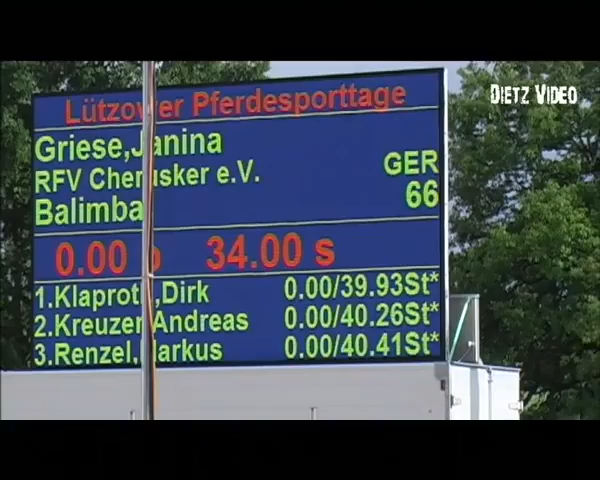 Lützower Pferdesporttage
DIETZ VIDEO
Griese,Janina
RFV Cherusker e.V.
GER
Balimba
66
0.00 34.00 s
1.Klaproth,Dirk 0.00/39.93St*
2.Kreuzer,Andreas 0.00/40.26St*
3.Renzel,Markus 0.00/40.41St*